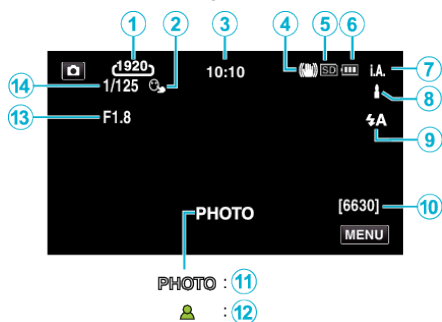 1 2 3 4 5 6
1920 10:10 SD i.A. 7
14 1/125 8
13 F1.8 A 9
PHOTO [6630] 10
MENU
PHOTO : 11
: 12